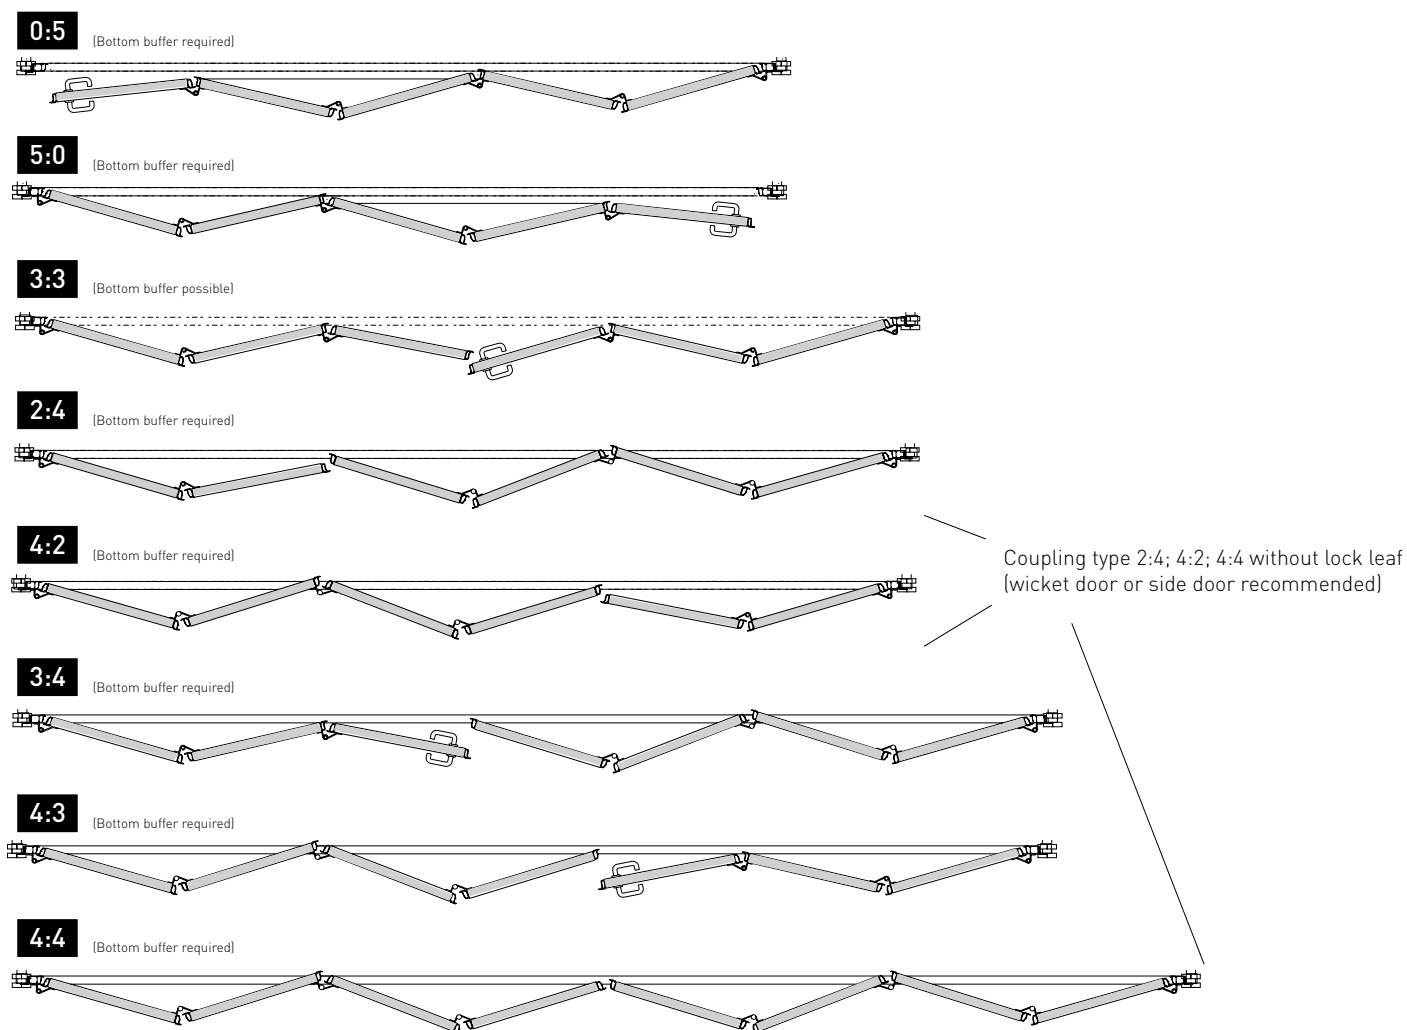 0:5 (Bottom buffer required)
5:0 (Bottom buffer required)
3:3 (Bottom buffer possible)
2:4 (Bottom buffer required)
4:2 (Bottom buffer required)
Coupling type 2:4; 4:2; 4:4 without lock leaf
(wicket door or side door recommended)
3:4 (Bottom buffer required)
4:3 (Bottom buffer required)
4:4 (Bottom buffer required)